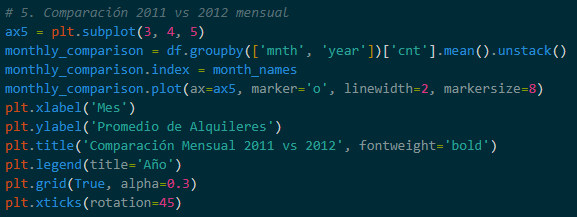 # 5. Comparación 2011 vs 2012 mensual
ax5 = plt.subplot(3, 4, 5)
monthly_comparison = df.groupby(['mnth', 'year'])['cnt'].mean().unstack()
monthly_comparison.index = month_names
monthly_comparison.plot(ax=ax5, marker='o', linewidth=2, markersize=8)
plt.xlabel('Mes')
plt.ylabel('Promedio de Alquileres')
plt.title('Comparación Mensual 2011 vs 2012', fontweight='bold')
plt.legend(title='Año')
plt.grid(True, alpha=0.3)
plt.xticks(rotation=45)